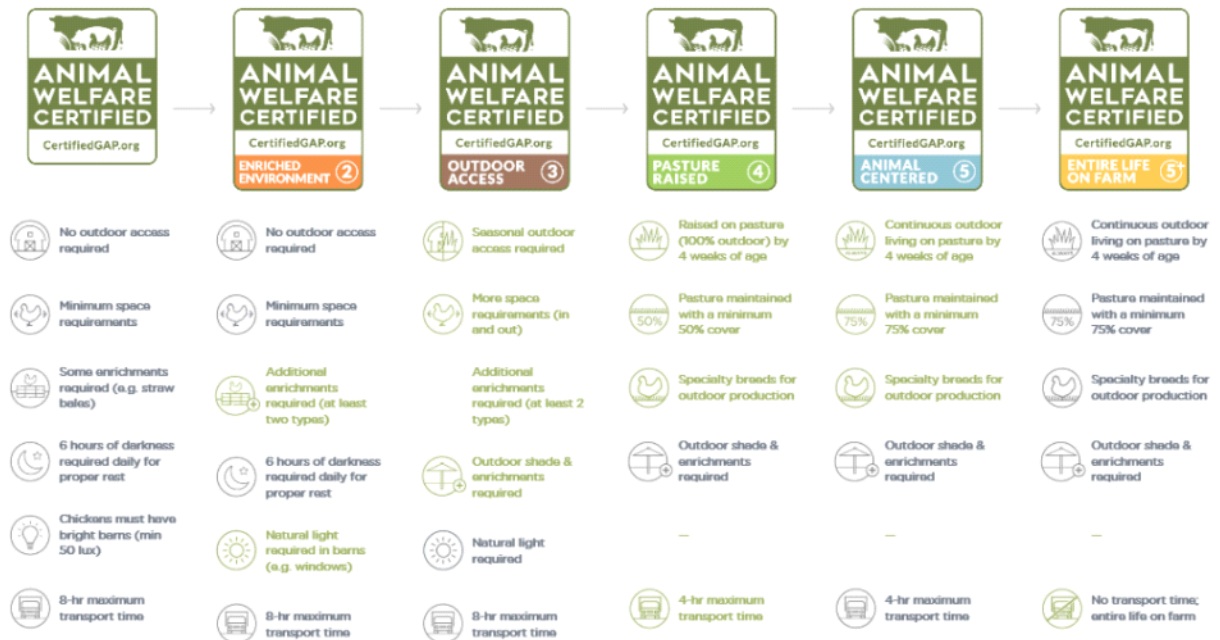 ANIMAL
WELFARE
CERTIFIED
CertifiedGAP.org
No outdoor access
required
Minimum space
requirements
Some enrichments
required (e.g. straw
bales)
6 hours of darkness
required daily for
proper rest
Chickens must have
bright barns (min
50 lux)
8-hr maximum
transport time
ANIMAL
WELFARE
CERTIFIED
CertifiedGAP.org
ENRICHED
ENVIRONMENT 2
No outdoor access
required
Minimum space
requirements
Additional
enrichments
required (at least
two types)
6 hours of darkness
required daily for
proper rest
Natural light
required in barns
(e.g. windows)
8-hr maximum
transport time
ANIMAL
WELFARE
CERTIFIED
CertifiedGAP.org
OUTDOOR
ACCESS 3
Seasonal outdoor
access required
More space
requirements (in
and out)
Additional
enrichments
required (at least 2
types)
Outdoor shade &
enrichments
required
Natural light
required
8-hr maximum
transport time
ANIMAL
WELFARE
CERTIFIED
CertifiedGAP.org
PASTURE
RAISED 4
Raised on pasture
(100% outdoor) by
4 weeks of age
50%
Pasture maintained
with a minimum
50% cover
Specialty breeds for
outdoor production
Outdoor shade &
enrichments
required
–
4-hr maximum
transport time
ANIMAL
WELFARE
CERTIFIED
CertifiedGAP.org
ANIMAL
CENTERED 5
ALWAYS
Continuous outdoor
living on pasture by
4 weeks of age
75%
Pasture maintained
with a minimum
75% cover
Specialty breeds for
outdoor production
Outdoor shade &
enrichments
required
–
4-hr maximum
transport time
ANIMAL
WELFARE
CERTIFIED
CertifiedGAP.org
ENTIRE LIFE
ON FARM 5+
ALWAYS
Continuous outdoor
living on pasture by
4 weeks of age
75%
Pasture maintained
with a minimum
75% cover
Specialty breeds for
outdoor production
Outdoor shade &
enrichments
required
–
No transport time;
entire life on farm